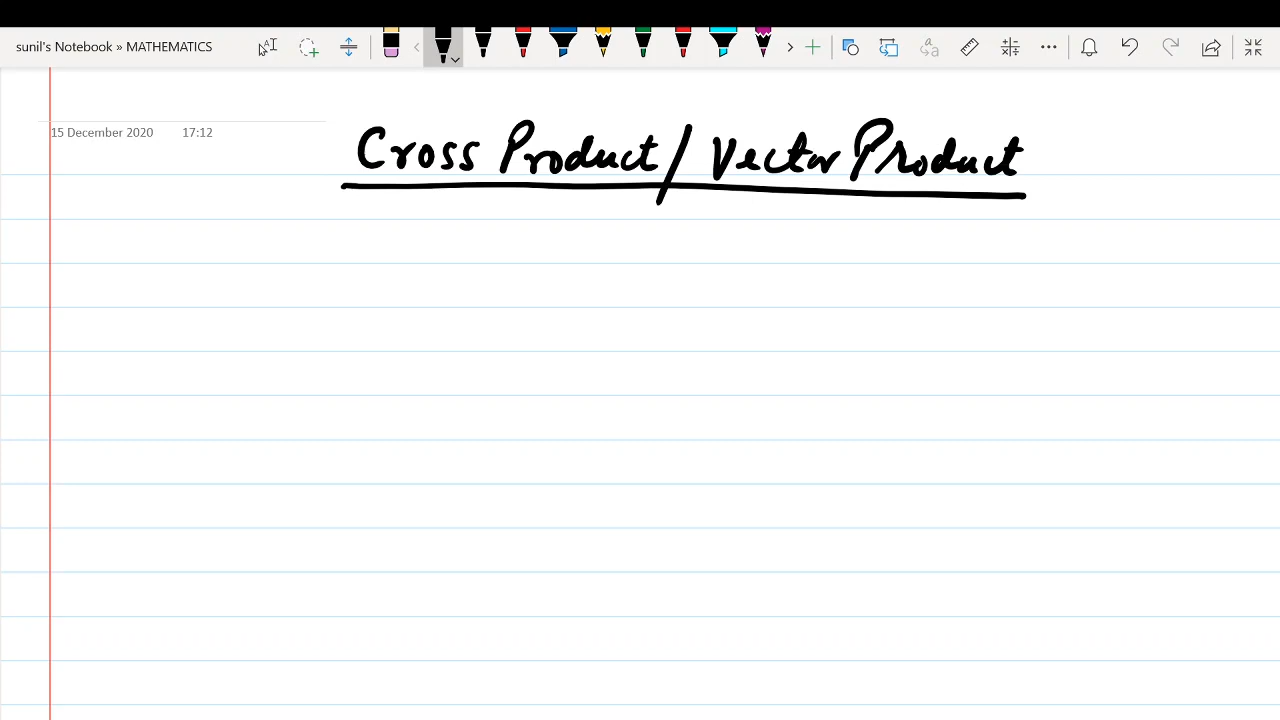 sunil's Notebook » MATHEMATICS
15 December 2020 17:12
Cross Product / Vector Product